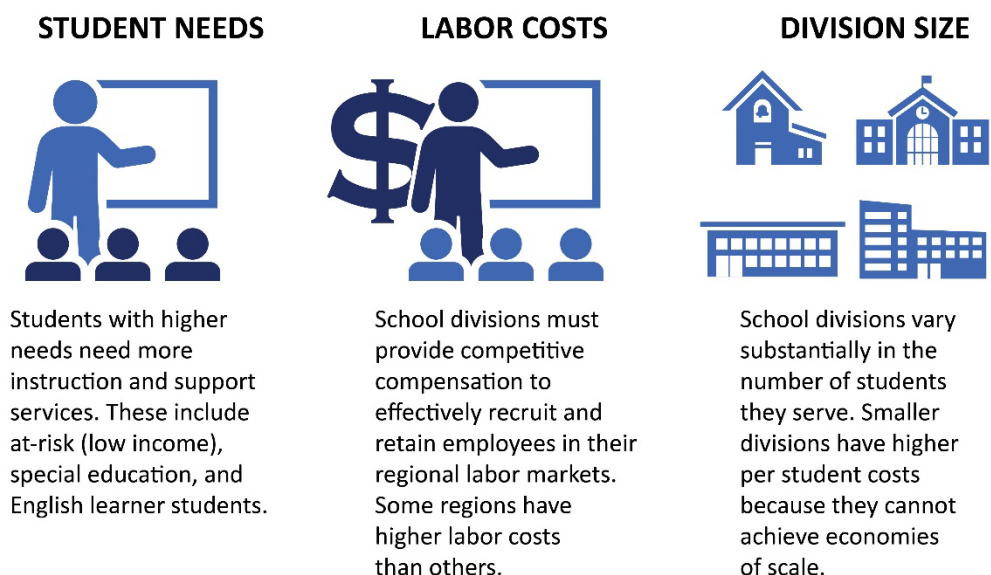 STUDENT NEEDS
Students with higher
needs need more
instruction and support
services. These include
at-risk (low income),
special education, and
English learner students.
LABOR COSTS
School divisions must
provide competitive
compensation to
effectively recruit and
retain employees in their
regional labor markets.
Some regions have
higher labor costs
than others.
DIVISION SIZE
School divisions vary
substantially in the
number of students
they serve. Smaller
divisions have higher
per student costs
because they cannot
achieve economies
of scale.